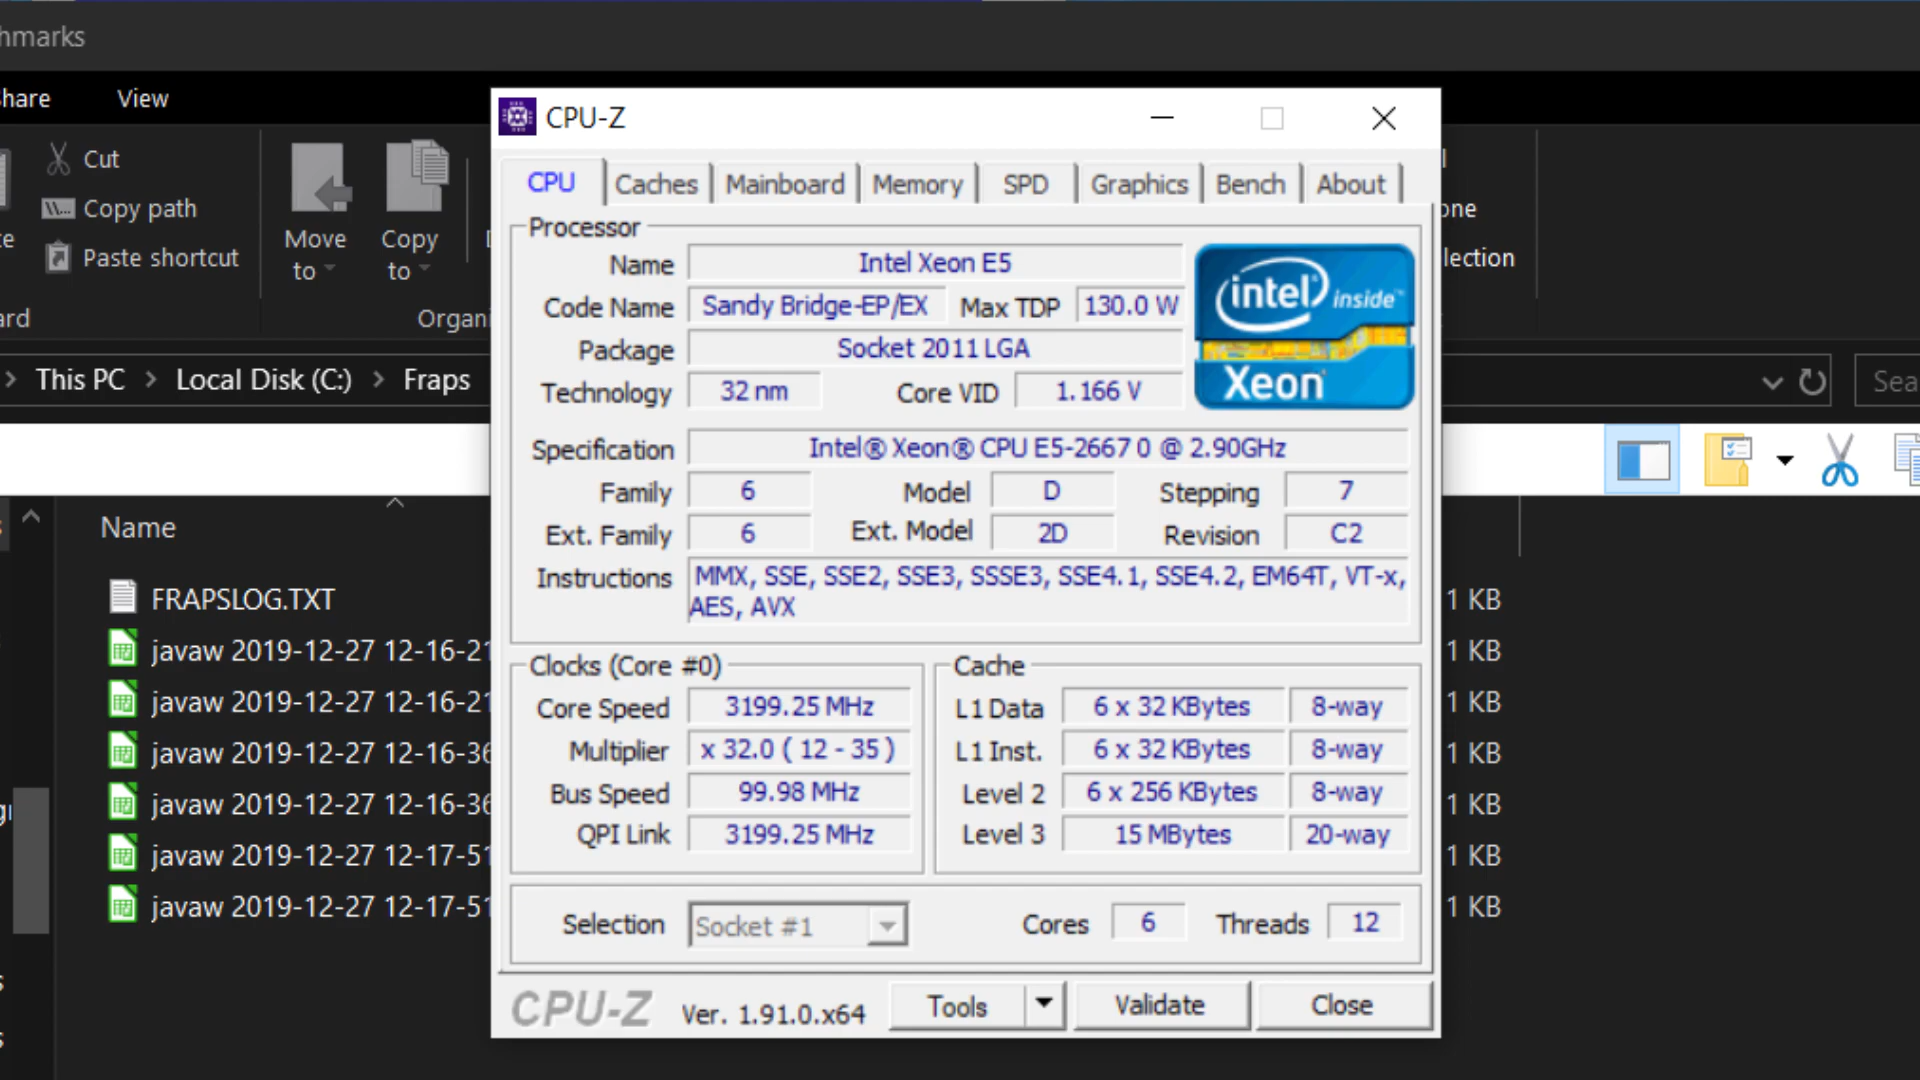 hmarks
hare View
CPU-Z
Cut
Copy path
Paste shortcut
Move to
Copy to
ard
Organi
one
lection
This PC Local Disk (C:) Fraps
Sea
Name
FRAPSLOG.TXT 1 KB
javaw 2019-12-27 12-16-21 1 KB
javaw 2019-12-27 12-16-21 1 KB
javaw 2019-12-27 12-16-36 1 KB
javaw 2019-12-27 12-16-36 1 KB
javaw 2019-12-27 12-17-51 1 KB
javaw 2019-12-27 12-17-51 1 KB
CPU Caches Mainboard Memory SPD Graphics Bench About
Processor
Name Intel Xeon E5
Code Name Sandy Bridge-EP/EX Max TDP 130.0 W
Package Socket 2011 LGA
Technology 32 nm Core VID 1.166 V
intel inside™
Xeon
Specification Intel® Xeon® CPU E5-2667 0 @ 2.90GHz
Family 6 Model D Stepping 7
Ext. Family 6 Ext. Model 2D Revision C2
Instructions MMX, SSE, SSE2, SSE3, SSSE3, SSE4.1, SSE4.2, EM64T, VT-x,
AES, AVX
Clocks (Core #0)
Core Speed 3199.25 MHz
Multiplier x 32.0 ( 12 - 35 )
Bus Speed 99.98 MHz
QPI Link 3199.25 MHz
Cache
L1 Data 6 x 32 KBytes 8-way
L1 Inst. 6 x 32 KBytes 8-way
Level 2 6 x 256 KBytes 8-way
Level 3 15 MBytes 20-way
Selection Socket #1 Cores 6 Threads 12
CPU-Z Ver. 1.91.0.x64 Tools Validate Close